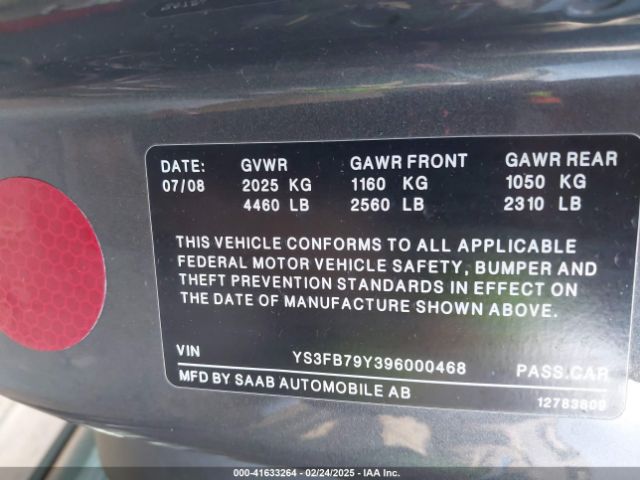 DATE: GVWR GAWR FRONT GAWR REAR
07/08 2025 KG 1160 KG 1050 KG
4460 LB 2560 LB 2310 LB
THIS VEHICLE CONFORMS TO ALL APPLICABLE
FEDERAL MOTOR VEHICLE SAFETY, BUMPER AND
THEFT PREVENTION STANDARDS IN EFFECT ON
THE DATE OF MANUFACTURE SHOWN ABOVE.
VIN YS3FB79Y396000468 PASS.CAR
MFD BY SAAB AUTOMOBILE AB
12783809
000-41633264 - 02/24/2025 - IAA Inc.